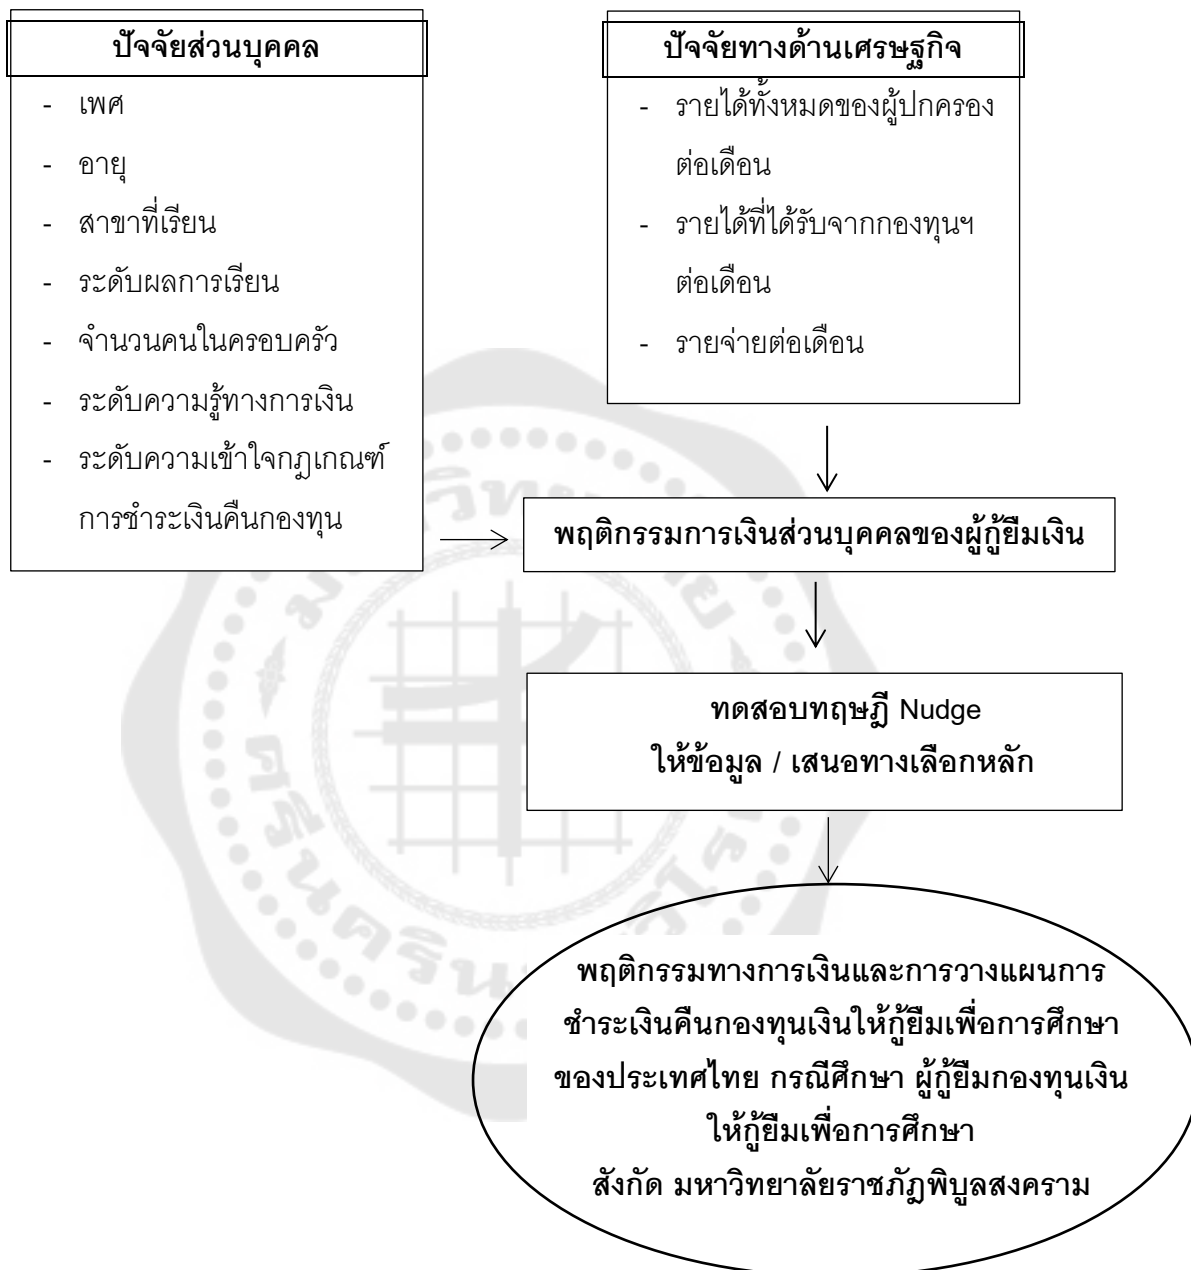 ปัจจัยส่วนบุคคล
- เพศ
- อายุ
- สาขาที่เรียน
- ระดับผลการเรียน
- จำนวนคนในครอบครัว
- ระดับความรู้ทางการเงิน
- ระดับความเข้าใจกฎเกณฑ์
การชำระเงินคืนกองทุน
ปัจจัยทางด้านเศรษฐกิจ
- รายได้ทั้งหมดของผู้ปกครอง
ต่อเดือน
- รายได้ที่ได้รับจากกองทุนฯ
ต่อเดือน
- รายจ่ายต่อเดือน
พฤติกรรมการเงินส่วนบุคคลของผู้กู้ยืมเงิน
ทดสอบทฤษฎี Nudge
ให้ข้อมูล / เสนอทางเลือกหลัก
พฤติกรรมทางการเงินและการวางแผนการ
ชำระเงินคืนกองทุนเงินให้กู้ยืมเพื่อการศึกษา
ของประเทศไทย กรณีศึกษา ผู้กู้ยืมกองทุนเงิน
ให้กู้ยืมเพื่อการศึกษา
สังกัด มหาวิทยาลัยราชภัฏพิบูลสงคราม